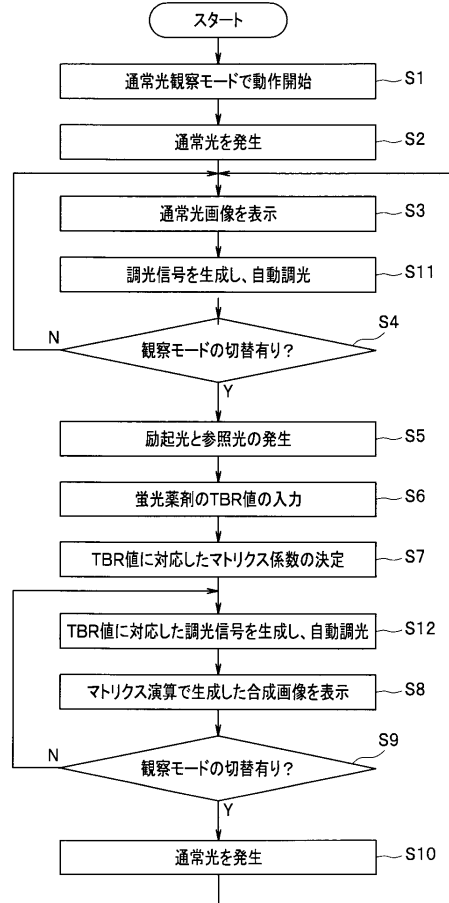 スタート
通常光観察モードで動作開始
S1
通常光を発生
S2
通常光画像を表示
S3
調光信号を生成し、自動調光
S11
観察モードの切替有り?
S4
N
Y
励起光と参照光の発生
S5
蛍光薬剤のTBR値の入力
S6
TBR値に対応したマトリクス係数の決定
S7
TBR値に対応した調光信号を生成し、自動調光
S12
マトリクス演算で生成した合成画像を表示
S8
観察モードの切替有り?
S9
N
Y
通常光を発生
S10